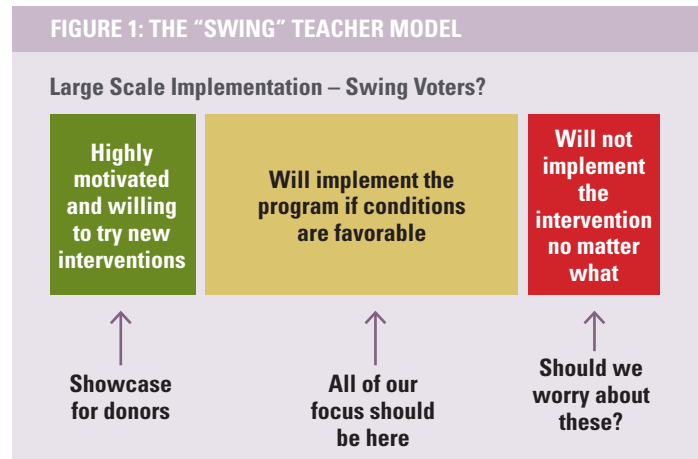 FIGURE 1: THE “SWING” TEACHER MODEL
Large Scale Implementation – Swing Voters?
Highly
motivated
and willing
to try new
interventions
Will implement the
program if conditions
are favorable
Will not
implement
the
intervention
no matter
what
Showcase
for donors
All of our
focus should
be here
Should we
worry about
these?